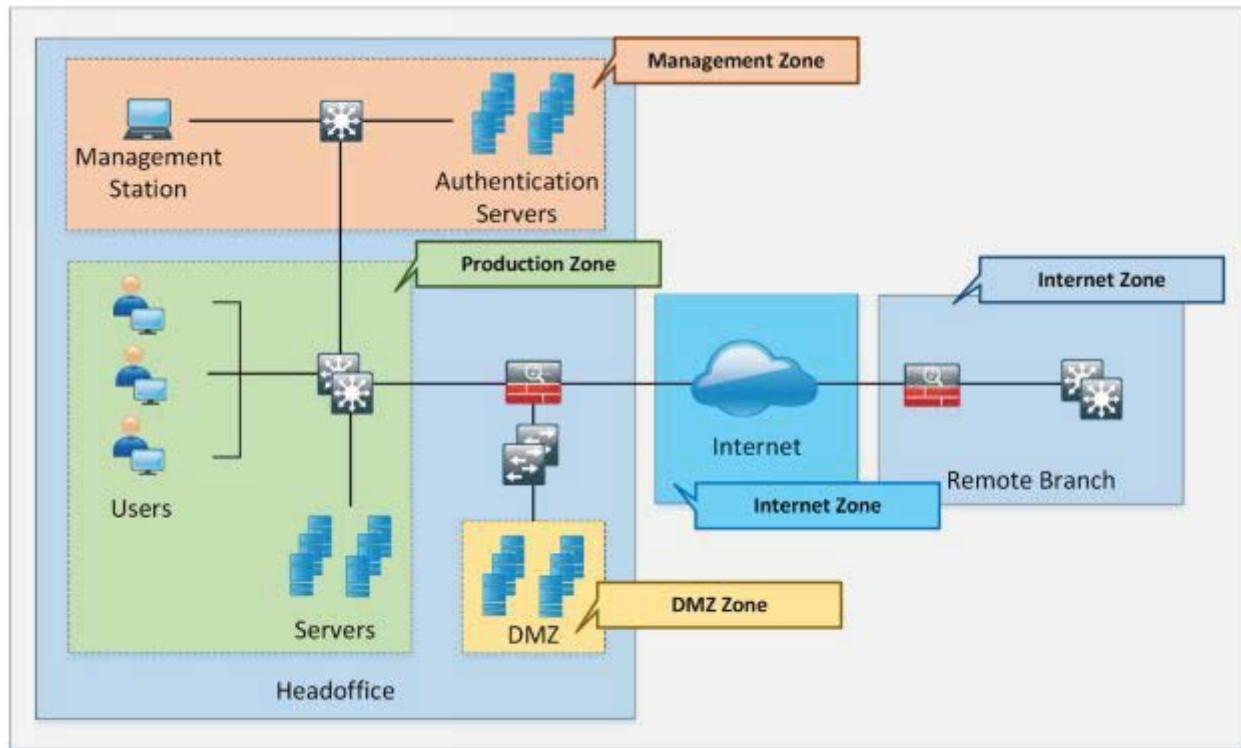 Management Zone
Management
Station
Authentication
Servers
Production Zone
Internet Zone
Users
Internet
Remote Branch
Internet Zone
Servers
DMZ
DMZ Zone
Headoffice